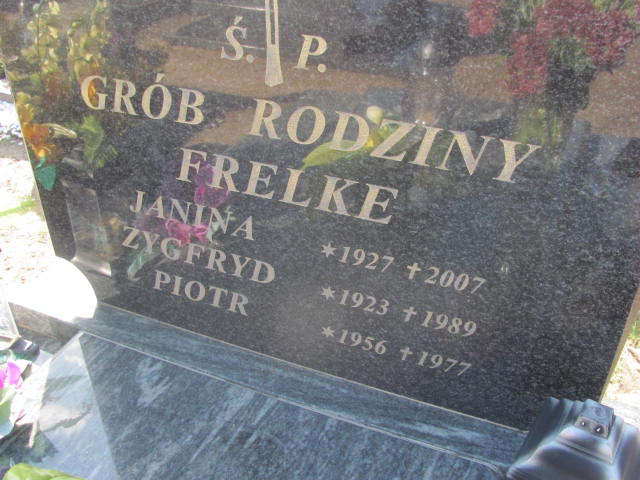 Ś. P.
GRÓB RODZINY
FRELKE
JANINA *1927 +2007
ZYGFRYD *1923 +1989
PIOTR *1956 +1977